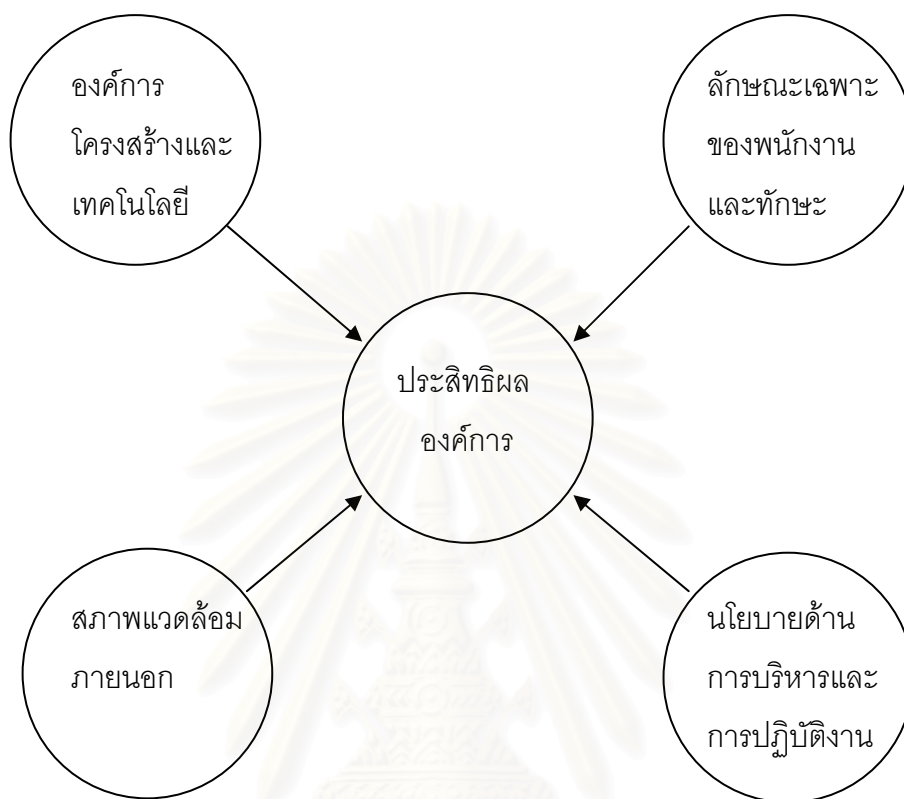 องค์การ
โครงสร้างและ
เทคโนโลยี
ลักษณะเฉพาะ
ของพนักงาน
และทักษะ
ประสิทธิผล
องค์การ
สภาพแวดล้อม
ภายนอก
นโยบายด้าน
การบริหารและ
การปฏิบัติงาน